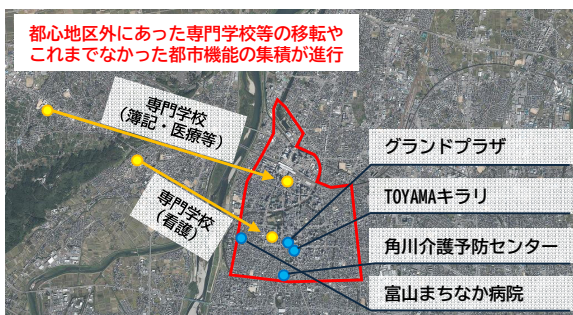 都心地区外にあった専門学校等の移転や
これまでなかった都市機能の集積が進行
専門学校
(簿記・医療等)
専門学校
(看護)
グランドプラザ
TOYAMAキラリ
角川介護予防センター
富山まちなか病院